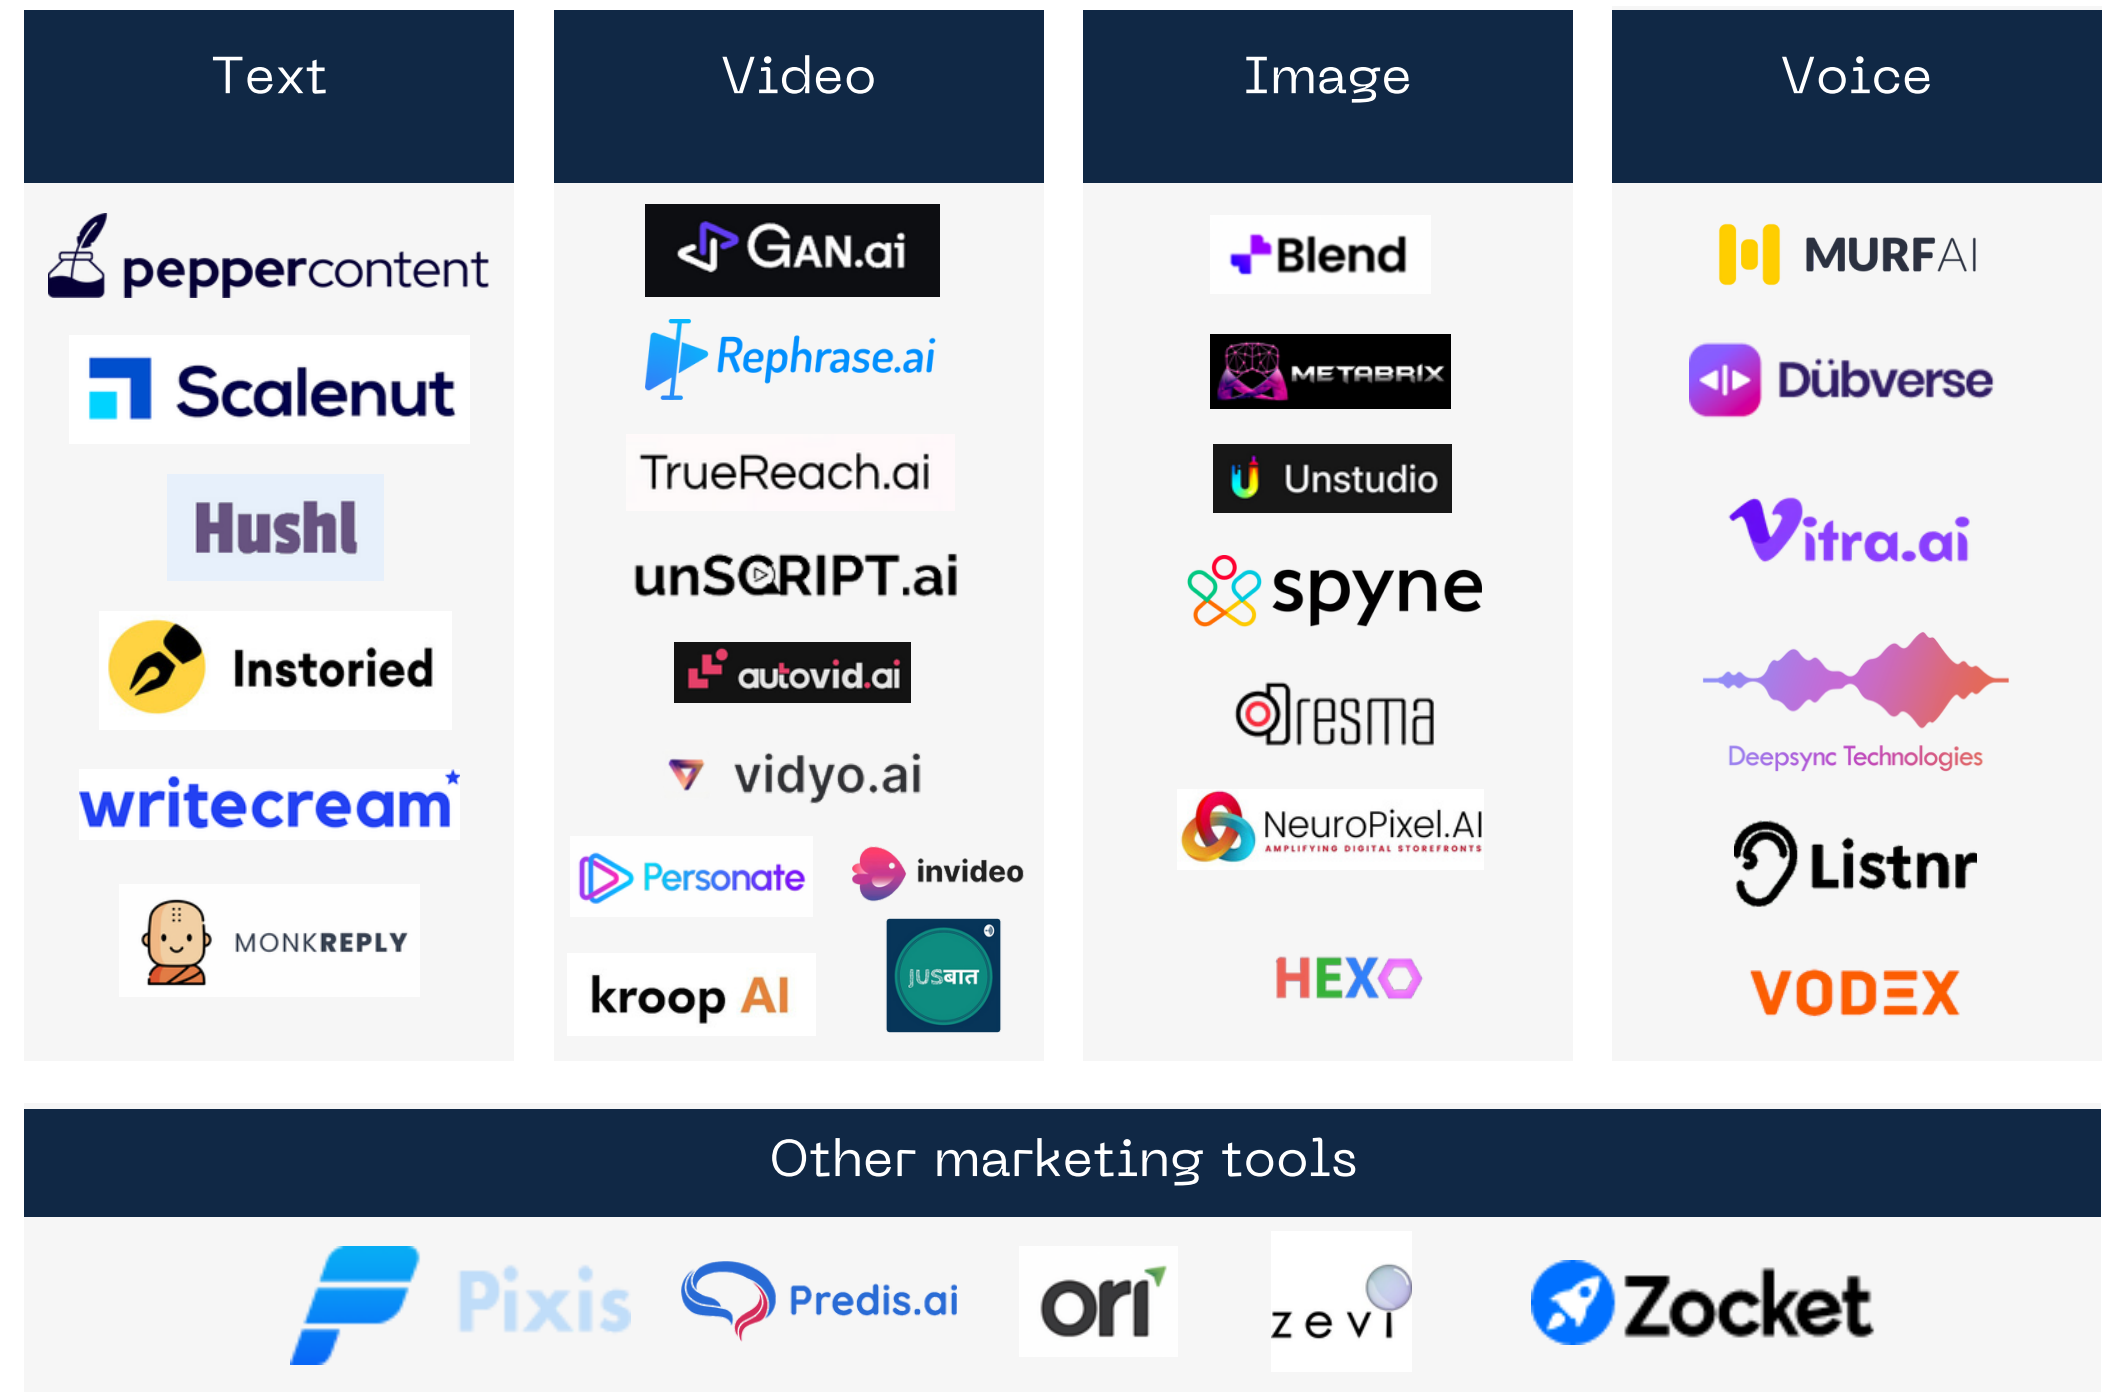 Text
peppercontent
Scalenut
Hushl
Instoried
writecream
MONKREPLY
Video
GAN.ai
Rephrase.ai
TrueReach.ai
unSCRIPT.ai
autovid.ai
vidyo.ai
Personate
invideo
kroop AI
JUSबात
Image
Blend
METABRIX
Unstudio
spyne
dresma
NeuroPixel.AI
AMPLIFYING DIGITAL STOREFRONTS
HEXO
Voice
MURFAI
Dübverse
Vitra.ai
Deepsync Technologies
Listnr
VODEX
Other marketing tools
Pixis
Predis.ai
ori
zevi
Zocket